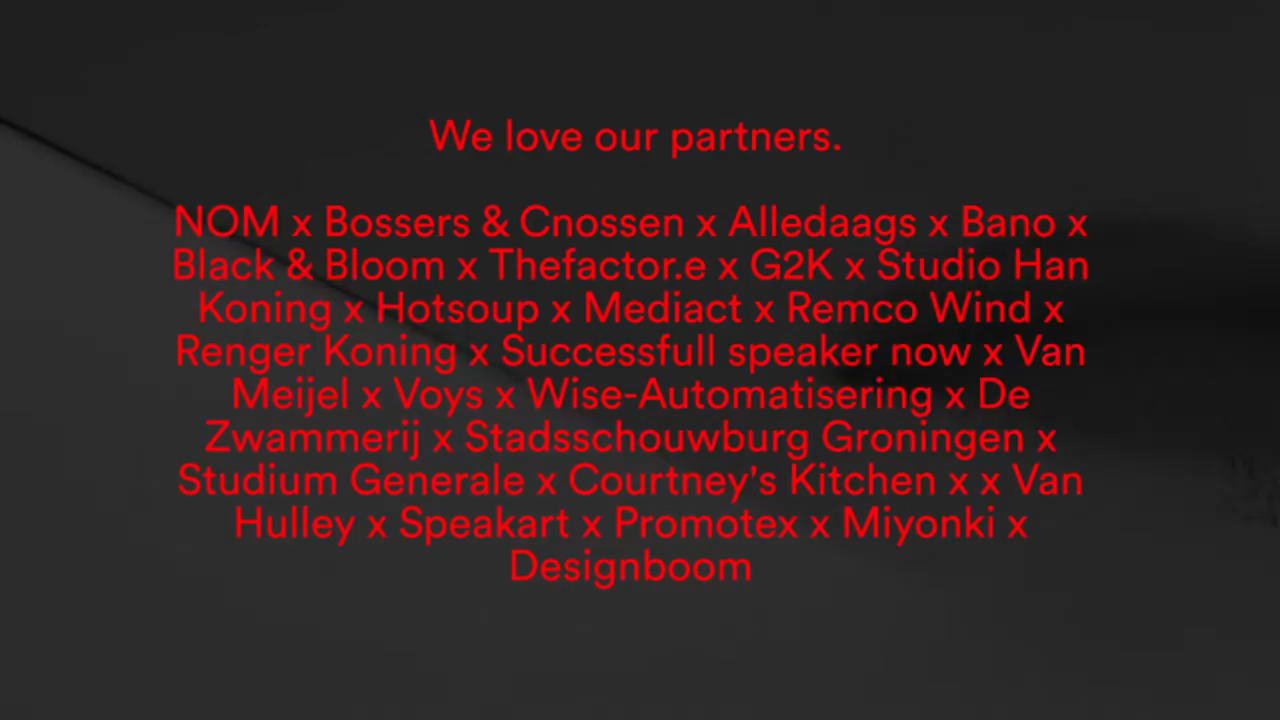 We love our partners.
NOM x Bossers & Cnossen x Alledaags x Bano x
Black & Bloom x Thefactor.e x G2K x Studio Han
Koning x Hotsoup x Mediact x Remco Wind x
Renger Koning x Successfull speaker now x Van
Meijel x Voys x Wise-Automatisering x De
Zwammerij x Stadsschouwburg Groningen x
Studium Generale x Courtney's Kitchen x x Van
Hulley x Speakart x Promotex x Miyonki x
Designboom